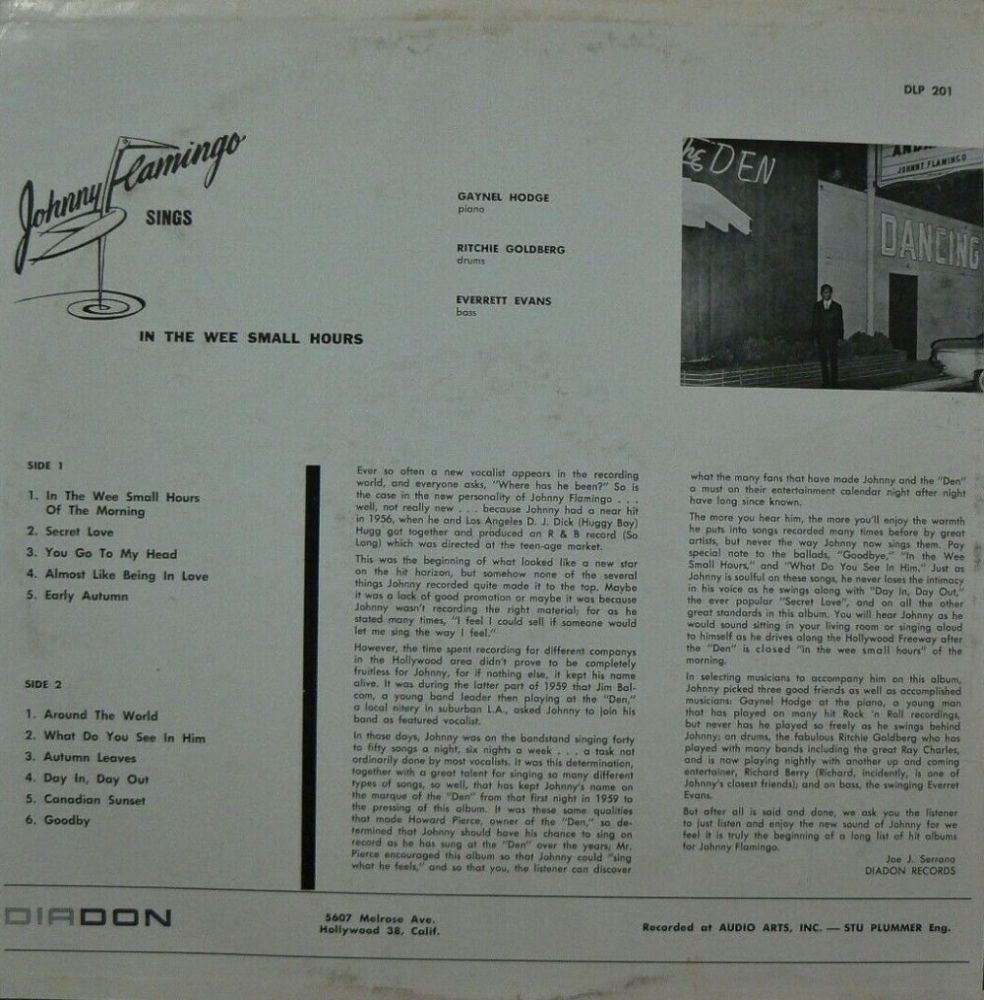 DLP 201
Johnny Flamingo
SINGS
IN THE WEE SMALL HOURS
GAYNEL HODGE
piano
RITCHIE GOLDBERG
drums
EVERRETT EVANS
bass
DEN
JOHNNY FLAMINGO
DANCING
SIDE 1
1. In The Wee Small Hours
Of The Morning
2. Secret Love
3. You Go To My Head
4. Almost Like Being In Love
5. Early Autumn
SIDE 2
1. Around The World
2. What Do You See In Him
3. Autumn Leaves
4. Day In, Day Out
5. Canadian Sunset
6. Goodby
Ever so often a new vocalist appears in the recording
world, and everyone asks, "Where has he been?" So is
the case in the new personality of Johnny Flamingo . . .
well, not really new . . . because Johnny had a near hit
in 1956, when he and Los Angeles D. J. Dick (Huggy Boy)
Hugg got together and produced an R & B record (So
Long) which was directed at the teen-age market.
This was the beginning of what looked like a new star
on the hit horizon, but somehow none of the several
things Johnny recorded quite made it to the top. Maybe
it was a lack of good promotion or maybe it was because
Johnny wasn't recording the right material; for as he
stated many times, "I feel I could sell if someone would
let me sing the way I feel."
However, the time spent recording for different companys
in the Hollywood area didn't prove to be completely
fruitless for Johnny, for if nothing else, it kept his name
alive. It was during the latter part of 1959 that Jim Bal-
com, a young band leader then playing at the "Den,"
a local nitery in suburban L.A., asked Johnny to join his
band as featured vocalist.
In those days, Johnny was on the bandstand singing forty
to fifty songs a night, six nights a week . . . a task not
ordinarily done by most vocalists. It was this determination,
together with a great talent for singing so many different
types of songs, so well, that has kept Johnny's name on
the marque of the "Den" from that first night in 1959 to
the pressing of this album. It was these some qualities
that made Howard Pierce, owner of the "Den," so de-
termined that Johnny should have his chance to sing on
record as he has sung at the "Den" over the years; Mr.
Pierce encouraged this album so that Johnny could "sing
what he feels," and so that you, the listener can discover
what the many fans that have made Johnny and the "Den"
a must on their entertainment calendar night after night
have long since known.
The more you hear him, the more you'll enjoy the warmth
he puts into songs recorded many times before by great
artists, but never the way Johnny now sings them. Pay
special note to the ballads, "Goodbye," "In the Wee
Small Hours," and "What Do You See In Him." Just as
Johnny is soulful on these songs, he never loses the intimacy
in his voice as he swings along with "Day In, Day Out,"
the ever popular "Secret Love", and on all the other
great standards in this album. You will hear Johnny as he
would sound sitting in your living room or singing aloud
to himself as he drives along the Hollywood Freeway after
the "Den" is closed "in the wee small hours" of the
morning.
In selecting musicians to accompany him on this album,
Johnny picked three good friends as well as accomplished
musicians: Gaynel Hodge at the piano, a young man
that has played on many hit Rock 'n Roll recordings,
but never has he played so freely as he swings behind
Johnny; on drums, the fabulous Ritchie Goldberg who has
played with many bands including the great Ray Charles,
and is now playing nightly with another up and coming
entertainer, Richard Berry (Richard, incidently, is one of
Johnny's closest friends); and on bass, the swinging Everret
Evans.
But after all is said and done, we ask you the listener
to just listen and enjoy the new sound of Johnny for we
feel it is truly the beginning of a long list of hit albums
for Johnny Flamingo.
Joe J. Serrano
DIADON RECORDS
DIADON
5607 Melrose Ave.
Hollywood 38, Calif.
Recorded at AUDIO ARTS, INC. — STU PLUMMER Eng.